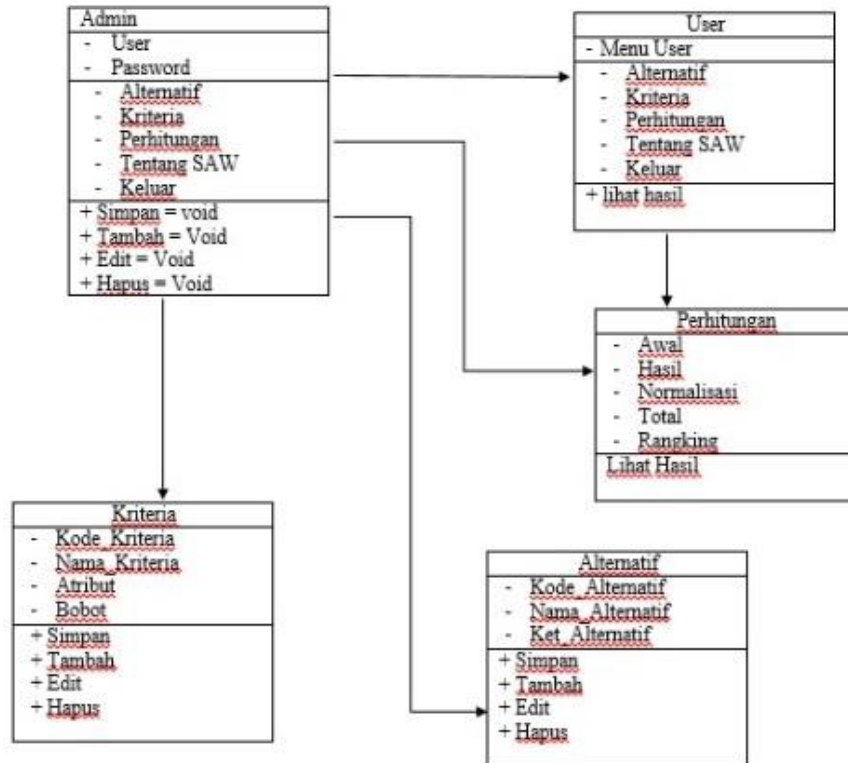 Admin
- User
- Password
- Alternatif
- Kriteria
- Perhitungan
- Tentang SAW
- Keluar
+ Simpan = void
+ Tambah = Void
+ Edit = Void
+ Hapus = Void
User
- Menu User
- Alternatif
- Kriteria
- Perhitungan
- Tentang SAW
- Keluar
+ lihat hasil
Perhitungan
- Awal
- Hasil
- Normalisasi
- Total
- Rangking
Lihat Hasil
Kriteria
- Kode_Kriteria
- Nama_Kriteria
- Atribut
- Bobot
+ Simpan
+ Tambah
+ Edit
+ Hapus
Alternatif
- Kode_Alternatif
- Nama_Alternatif
- Ket_Alternatif
+ Simpan
+ Tambah
+ Edit
+ Hapus